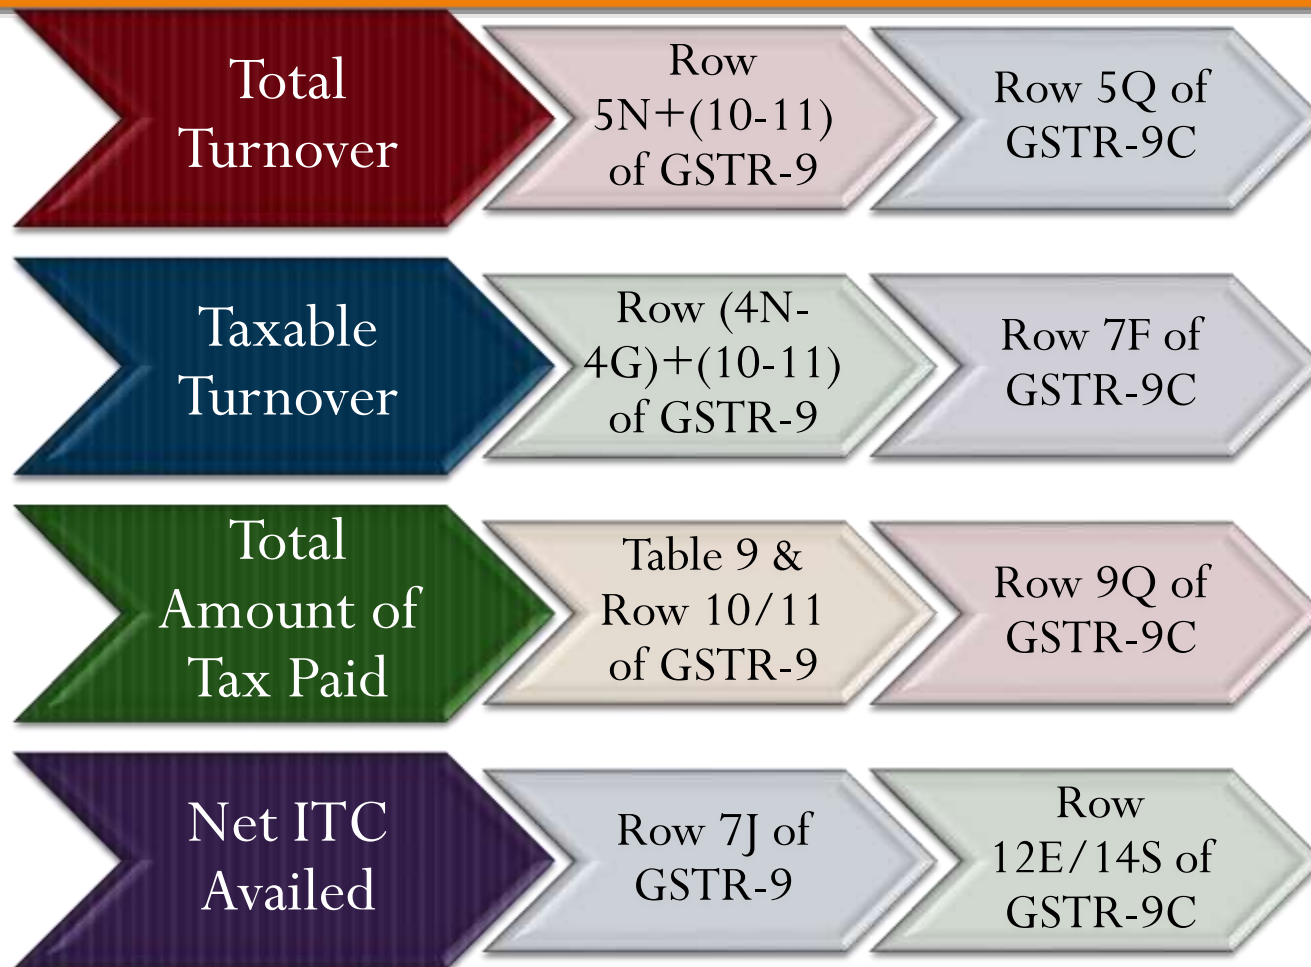 Total
Turnover
Row
5N+(10-11)
of GSTR-9
Row 5Q of
GSTR-9C
Taxable
Turnover
Row (4N-
4G)+(10-11)
of GSTR-9
Row 7F of
GSTR-9C
Total
Amount of
Tax Paid
Table 9 &
Row 10/11
of GSTR-9
Row 9Q of
GSTR-9C
Net ITC
Availed
Row 7J of
GSTR-9
Row
12E/14S of
GSTR-9C